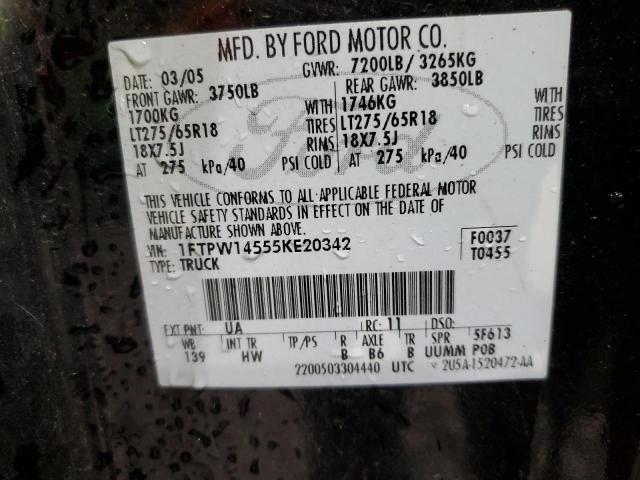 MFD. BY FORD MOTOR CO.
DATE: 03/05 GVWR: 7200LB/ 3265KG
FRONT GAWR: 3750LB REAR GAWR: 3850LB
1700KG WITH 1746KG WITH
LT275/65R18 TIRES LT275/65R18 TIRES
18X7.5J RIMS 18X7.5J RIMS
AT 275 kPa/40 PSI COLD AT 275 kPa/40 PSI COLD
Ford
THIS VEHICLE CONFORMS TO ALL APPLICABLE FEDERAL MOTOR
VEHICLE SAFETY STANDARDS IN EFFECT ON THE DATE OF
MANUFACTURE SHOWN ABOVE.
VIN: 1FTPW14555KE20342 F0037
TYPE: TRUCK T0455
EXT PNT: UA RC: 11 DSO:
WB INT TR TP/PS R AXLE TR SPR 5F613
139 HW B B6 B UUMM POB
2200503304440 UTC 2U5A-1520472-AA